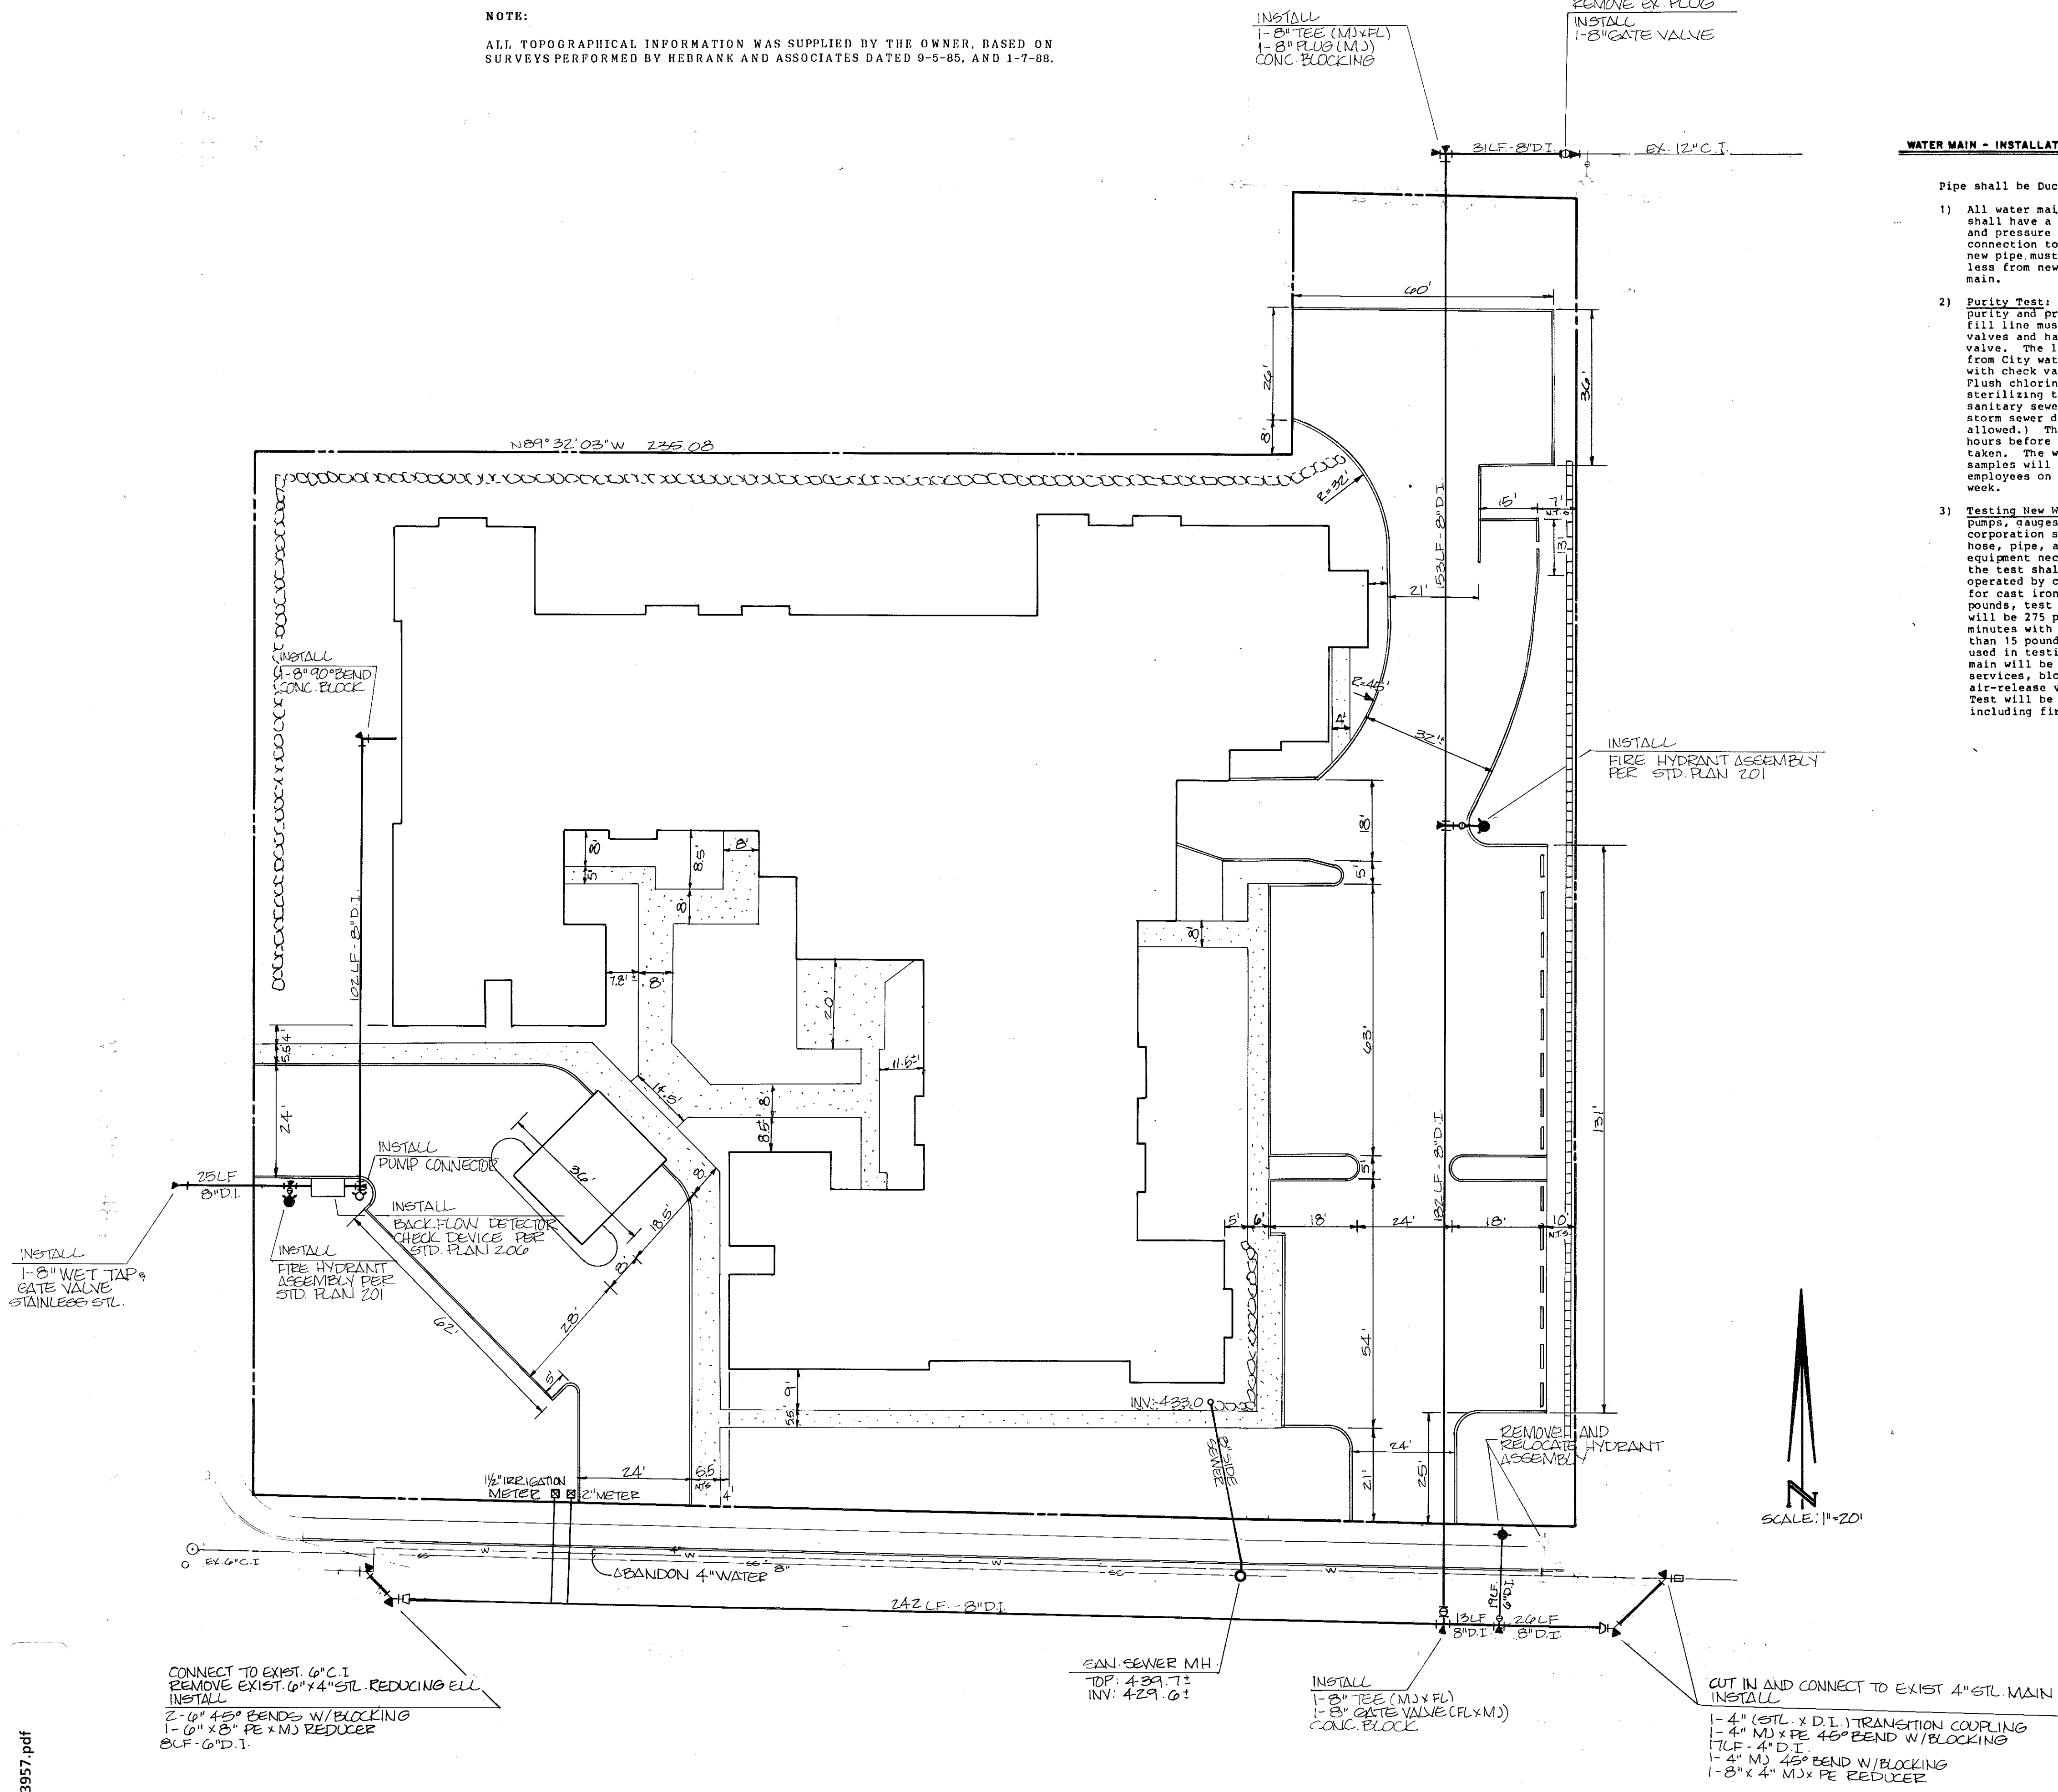 NOTE:
ALL TOPOGRAPHICAL INFORMATION WAS SUPPLIED BY THE OWNER, BASED ON
SURVEYS PERFORMED BY HEBRANK AND ASSOCIATES DATED 9-5-85, AND 1-7-88.
INSTALL
1-8" TEE (MJxFL)
1-8" PLUG (MJ)
CONC. BLOCKING
REMOVE EX. PLUG
INSTALL
1-8" GATE VALVE
31LF-8"D.I.
EX. 12" C.I.
WATER MAIN - INSTALLAT
Pipe shall be Duc
1) All water mai
shall have a
and pressure
connection to
new pipe must
less from new
main.
2) Purity Test:
purity and pr
fill line mus
valves and ha
valve. The l
from City wat
with check va
Flush chlorin
sterilizing t
sanitary sewe
storm sewer d
allowed.) Th
hours before
taken. The w
samples will
employees on
week.
3) Testing New W
pumps, gauges
corporation s
hose, pipe, a
equipment nec
the test shal
operated by c
for cast iron
pounds, test
will be 275 p
minutes with
than 15 pound
used in testi
main will be
services, blo
air-release v
Test will be
including fir
60'
26'
36'
8'
N89°32'03"W 235.08
R=32'
153LF-8"D.I.
15'
7'
N.T.S.
13'
21'
INSTALL
1-8" 90° BEND
CONC. BLOCK
R=45'
4'
32'±
INSTALL
FIRE HYDRANT ASSEMBLY
PER STD. PLAN 201
18'
5'
8'
5'
8.5'
8'
8'
8'
102LF-8"D.I.
7.8'±
8'
20'
63'
5.5' 4'
11.5'±
14.5'
8'
8.5'±
24'
131'
182LF-8"D.I.
INSTALL
PUMP CONNECTOR
36'
8'
18.5'
8'
28'
5'
25LF
8"D.I.
INSTALL
BACKFLOW DETECTOR
CHECK DEVICE PER
STD. PLAN 206
INSTALL
FIRE HYDRANT
ASSEMBLY PER
STD. PLAN 201
INSTALL
1-8" WET TAP &
GATE VALVE
STAINLESS STL.
62'
5'
5'
6'
18'
24'
18'
10'
N.T.S.
54'
9'
5.5'
INV:433.0
8"SIDE
SEWER
24'
21'
25'
REMOVE AND
RELOCATE HYDRANT
ASSEMBLY
24'
5.5'
N.T.S.
4'
1½" IRRIGATION
METER
2" METER
N
SCALE: 1"=20'
EX. 6" C.I.
SS
W
4"
W
SS
8"
W
SS
W
ABANDON 4" WATER
242 LF.-8"D.I.
19LF.
6"D.I.
13LF
8"D.I.
26LF
8"D.I.
CONNECT TO EXIST. 6" C.I
REMOVE EXIST. 6"x4" STL. REDUCING ELL
INSTALL
2-6" 45° BENDS W/BLOCKING
1-6"x8" PE x MJ REDUCER
8LF-6"D.I.
SAN. SEWER MH.
TOP: 439.7±
INV: 429.6±
INSTALL
1-8" TEE (MJxFL)
1-8" GATE VALVE (FLxMJ)
CONC. BLOCK
CUT IN AND CONNECT TO EXIST 4" STL. MAIN
INSTALL
1-4" (STL. x D.I.) TRANSITION COUPLING
1-4" MJxPE 45° BEND W/BLOCKING
17LF-4"D.I.
1-4" MJ 45° BEND W/BLOCKING
1-8"x4" MJxPE REDUCER
3957.pdf